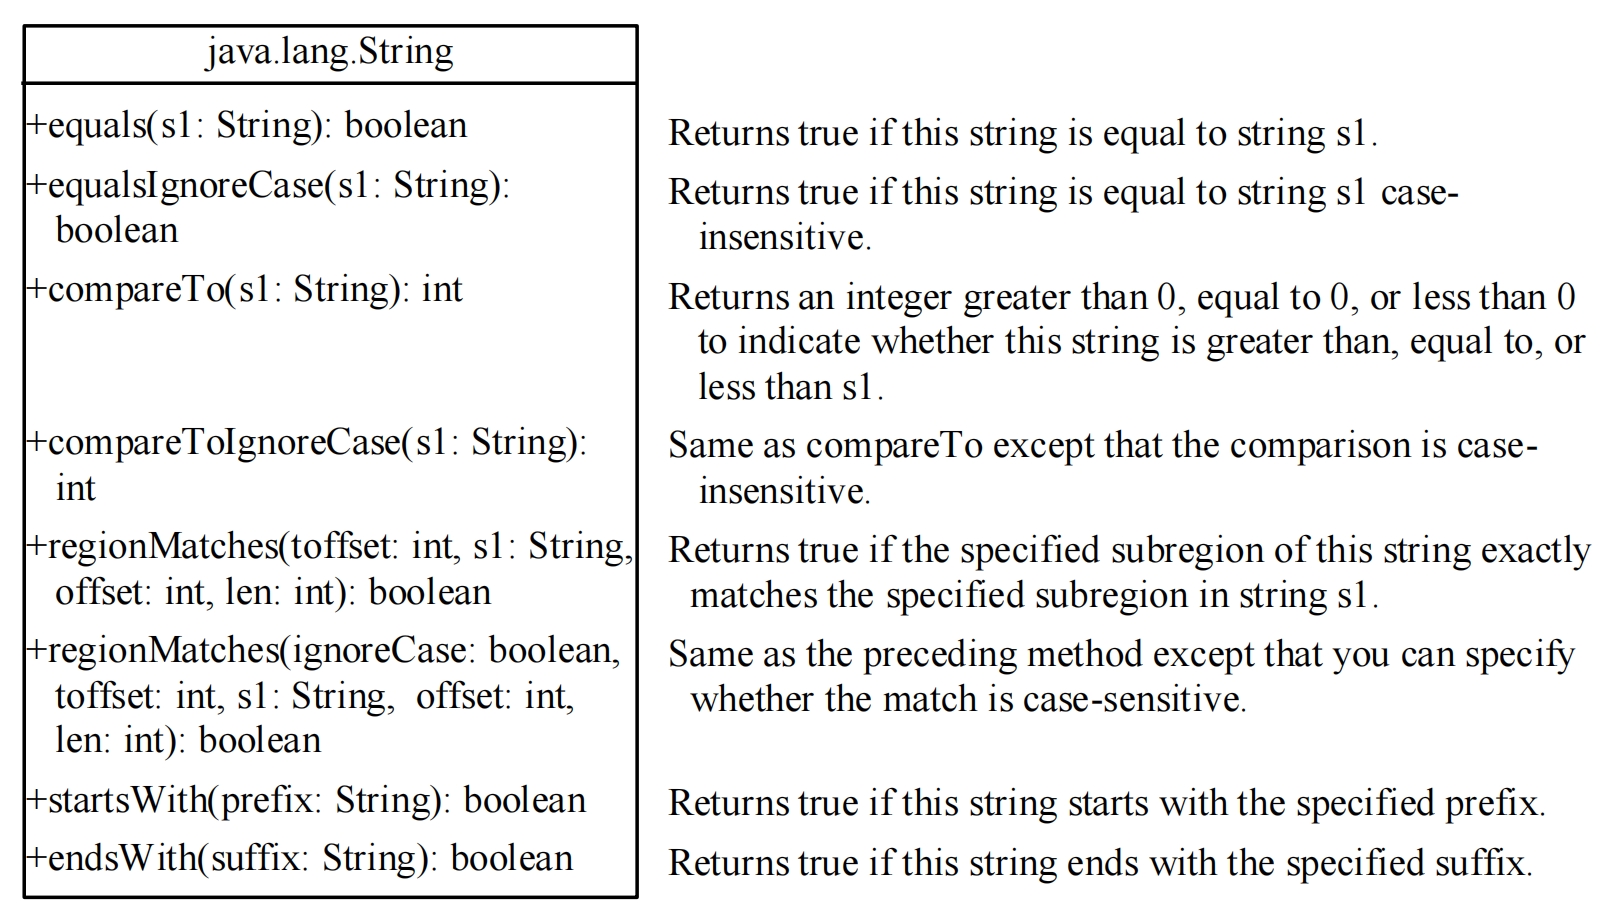 java.lang.String
+equals(s1: String): boolean
Returns true if this string is equal to string s1.
+equalsIgnoreCase(s1: String):
boolean
Returns true if this string is equal to string s1 case-
insensitive.
+compareTo(s1: String): int
Returns an integer greater than 0, equal to 0, or less than 0
to indicate whether this string is greater than, equal to, or
less than s1.
+compareToIgnoreCase(s1: String):
int
Same as compareTo except that the comparison is case-
insensitive.
+regionMatches(toffset: int, s1: String,
offset: int, len: int): boolean
Returns true if the specified subregion of this string exactly
matches the specified subregion in string s1.
+regionMatches(ignoreCase: boolean,
toffset: int, s1: String, offset: int,
len: int): boolean
Same as the preceding method except that you can specify
whether the match is case-sensitive.
+startsWith(prefix: String): boolean
Returns true if this string starts with the specified prefix.
+endsWith(suffix: String): boolean
Returns true if this string ends with the specified suffix.